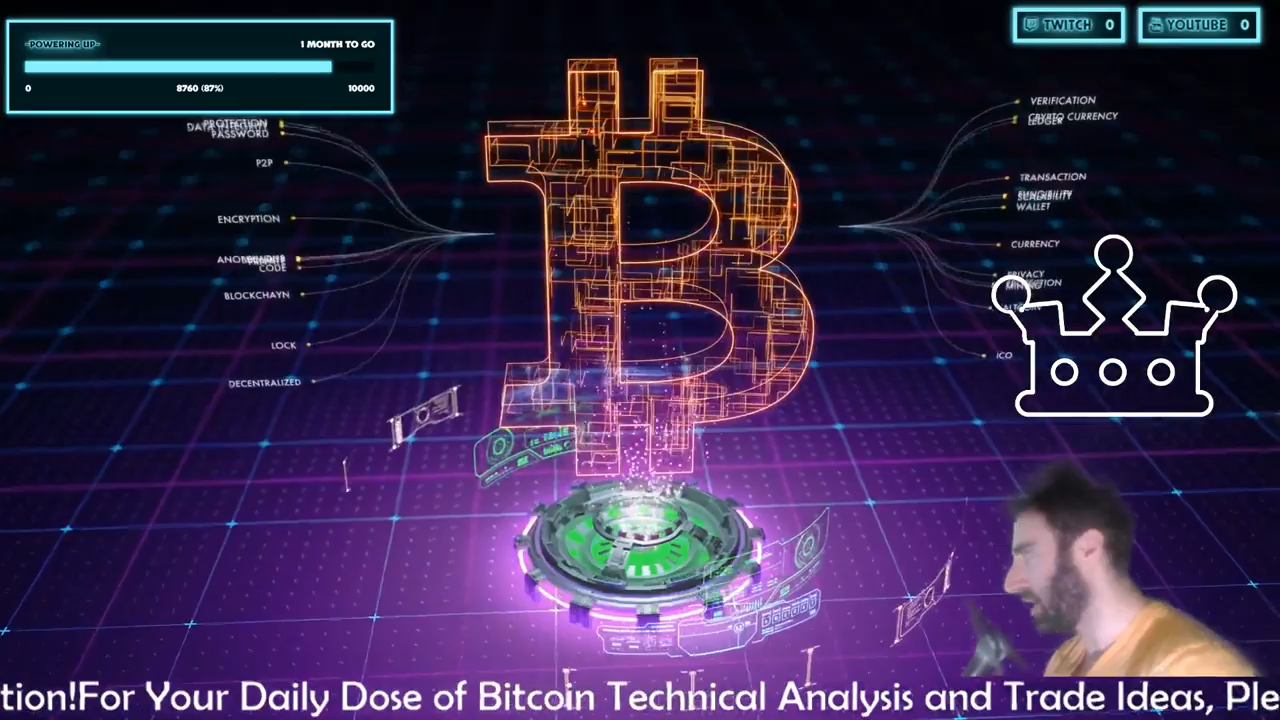 -POWERING UP-
1 MONTH TO GO
0
8760 (87%)
10000
TWITCH 0
YOUTUBE 0
PROTECTION
PASSWORD
P2P
ENCRYPTION
CODE
BLOCKCHAYN
LOCK
DECENTRALIZED
VERIFICATION
CRYPTO CURRENCY
LEDGER
TRANSACTION
SCALABILITY
WALLET
CURRENCY
PRIVACY
ICO
tion!For Your Daily Dose of Bitcoin Technical Analysis and Trade Ideas, Ple